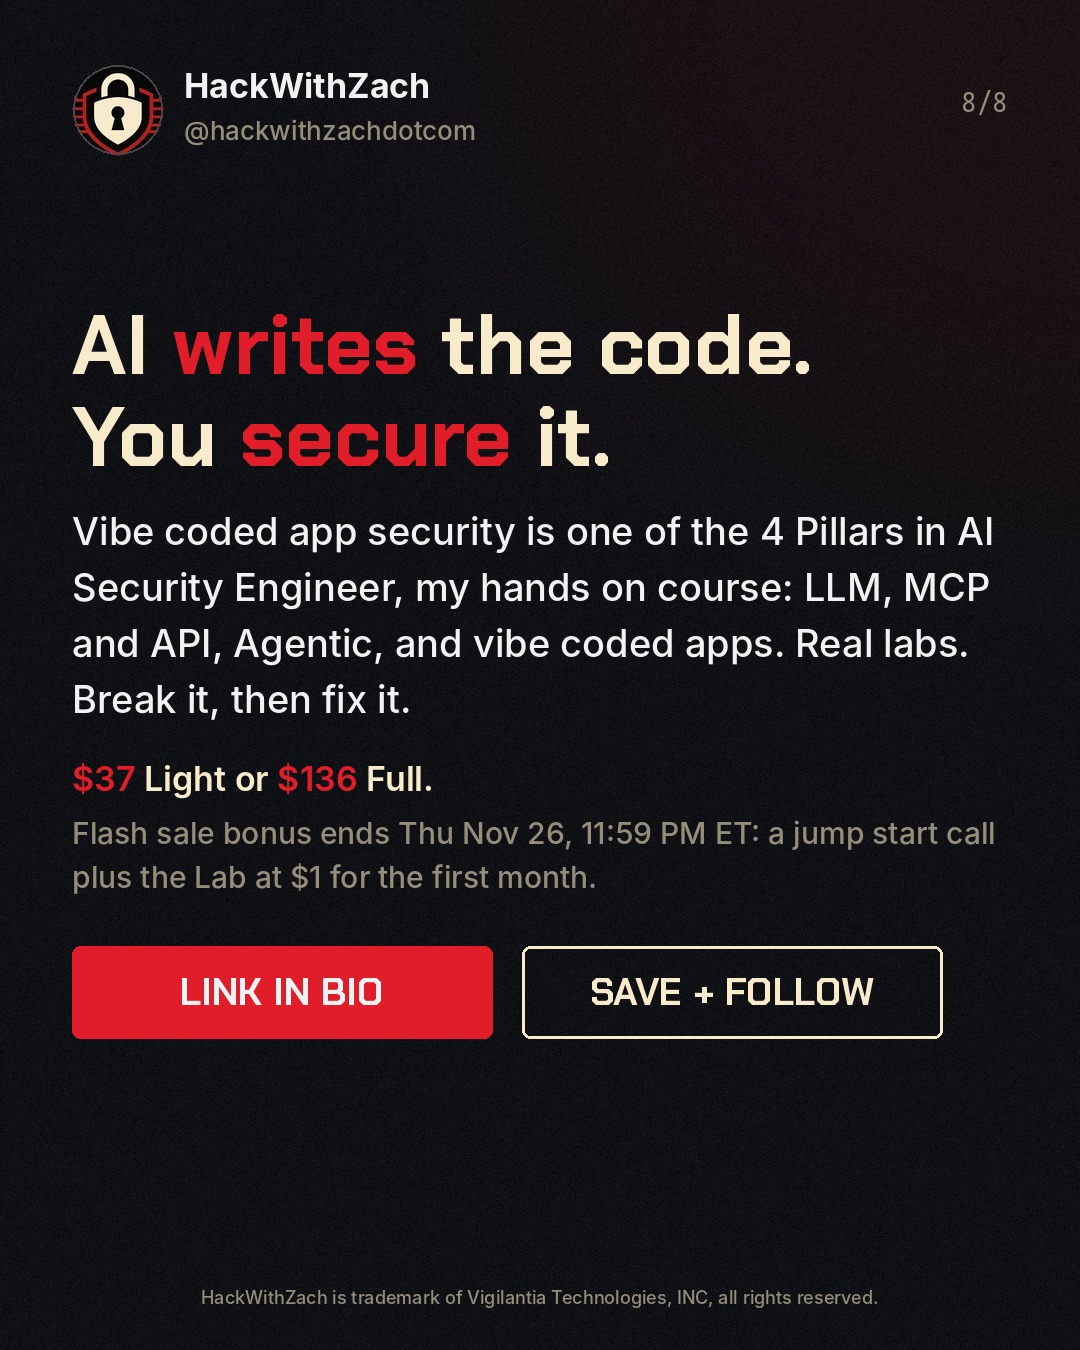 HackWithZach
@hackwithzachdotcom
8/8
AI writes the code.
You secure it.
Vibe coded app security is one of the 4 Pillars in AI
Security Engineer, my hands on course: LLM, MCP
and API, Agentic, and vibe coded apps. Real labs.
Break it, then fix it.
$37 Light or $136 Full.
Flash sale bonus ends Thu Nov 26, 11:59 PM ET: a jump start call
plus the Lab at $1 for the first month.
LINK IN BIO
SAVE + FOLLOW
HackWithZach is trademark of Vigilantia Technologies, INC, all rights reserved.